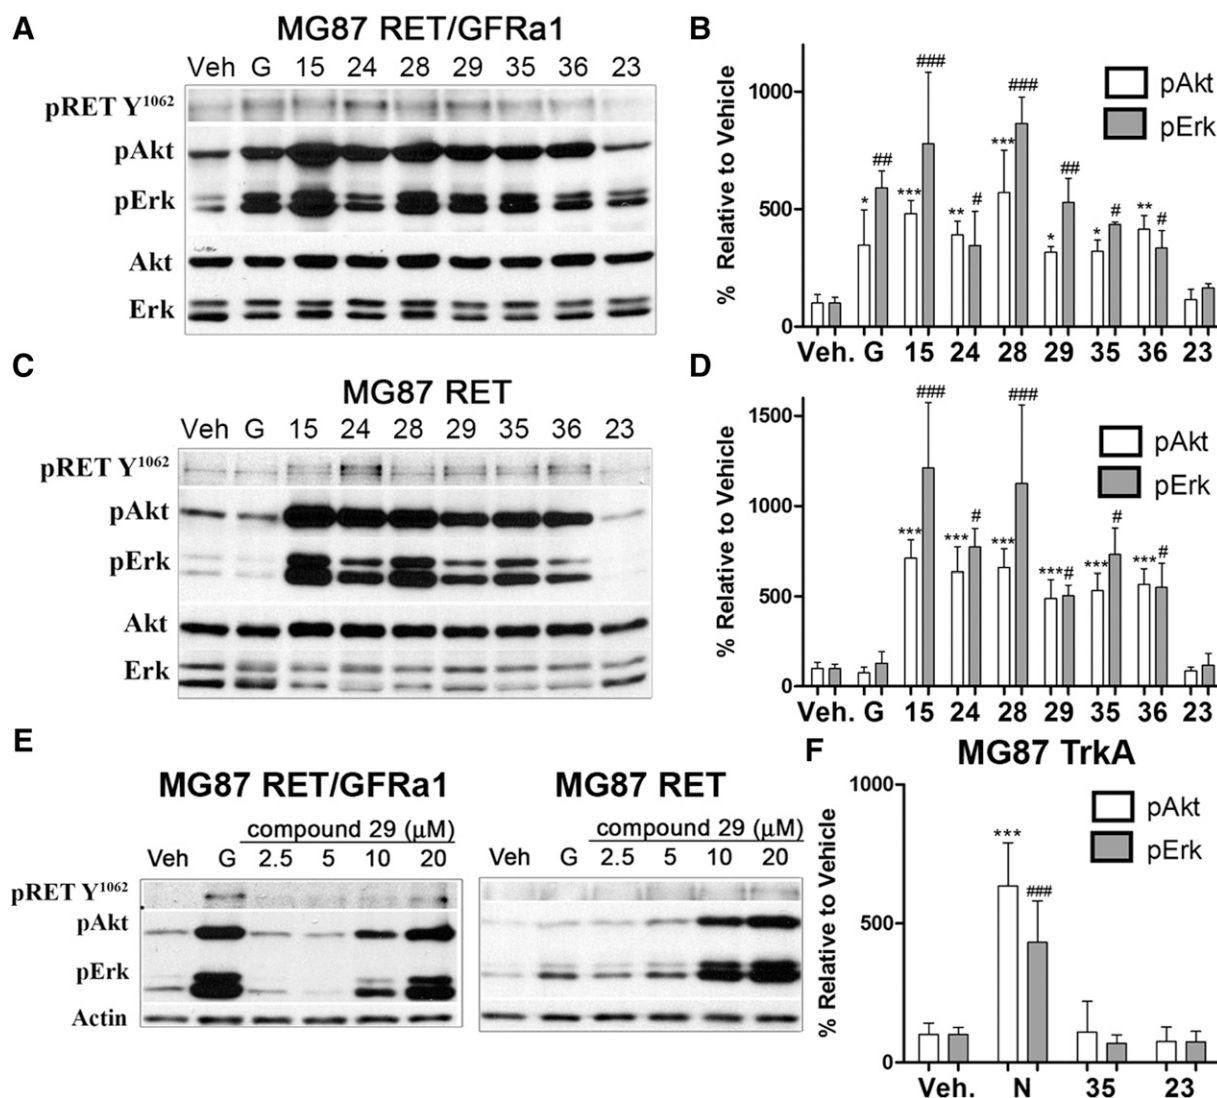 A
MG87 RET/GFRa1
Veh G 15 24 28 29 35 36 23
pRET Y¹⁰⁶²
pAkt
pErk
Akt
Erk
B
% Relative to Vehicle
1000
500
0
pAkt
pErk
* ## *** ### ** # *** ### * ## * # ** #
Veh. G 15 24 28 29 35 36 23
C
MG87 RET
Veh G 15 24 28 29 35 36 23
pRET Y¹⁰⁶²
pAkt
pErk
Akt
Erk
D
% Relative to Vehicle
1500
1000
500
0
pAkt
pErk
*** ### *** # *** ### *** # *** # *** #
Veh. G 15 24 28 29 35 36 23
E
MG87 RET/GFRa1
compound 29 (µM)
Veh G 2.5 5 10 20
pRET Y¹⁰⁶²
pAkt
pErk
Actin
MG87 RET
compound 29 (µM)
Veh G 2.5 5 10 20
F
MG87 TrkA
% Relative to Vehicle
1000
500
0
pAkt
pErk
*** ###
Veh. N 35 23